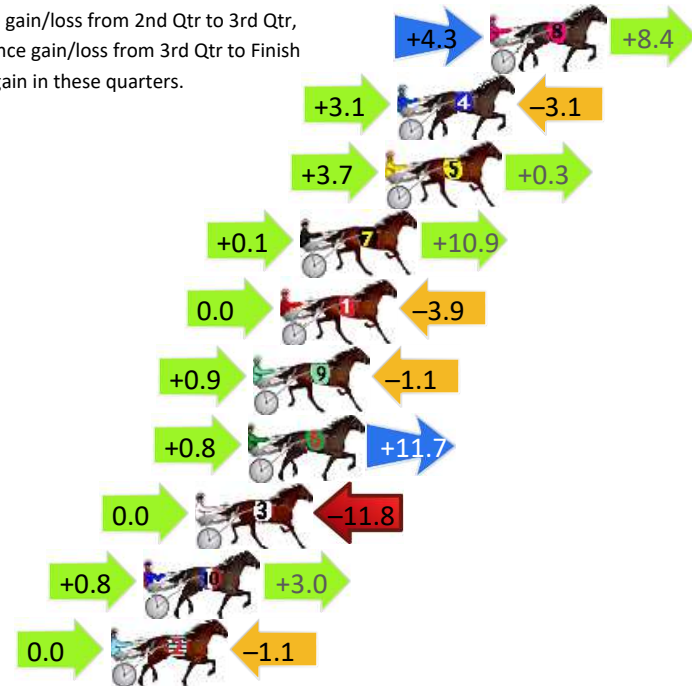 gain/loss from 2nd Qtr to 3rd Qtr,
nce gain/loss from 3rd Qtr to Finish
gain in these quarters.
+4.3 8 +8.4
+3.1 4 –3.1
+3.7 5 +0.3
+0.1 7 +10.9
0.0 1 –3.9
+0.9 9 –1.1
+0.8 6 +11.7
0.0 3 –11.8
+0.8 10 +3.0
0.0 2 –1.1